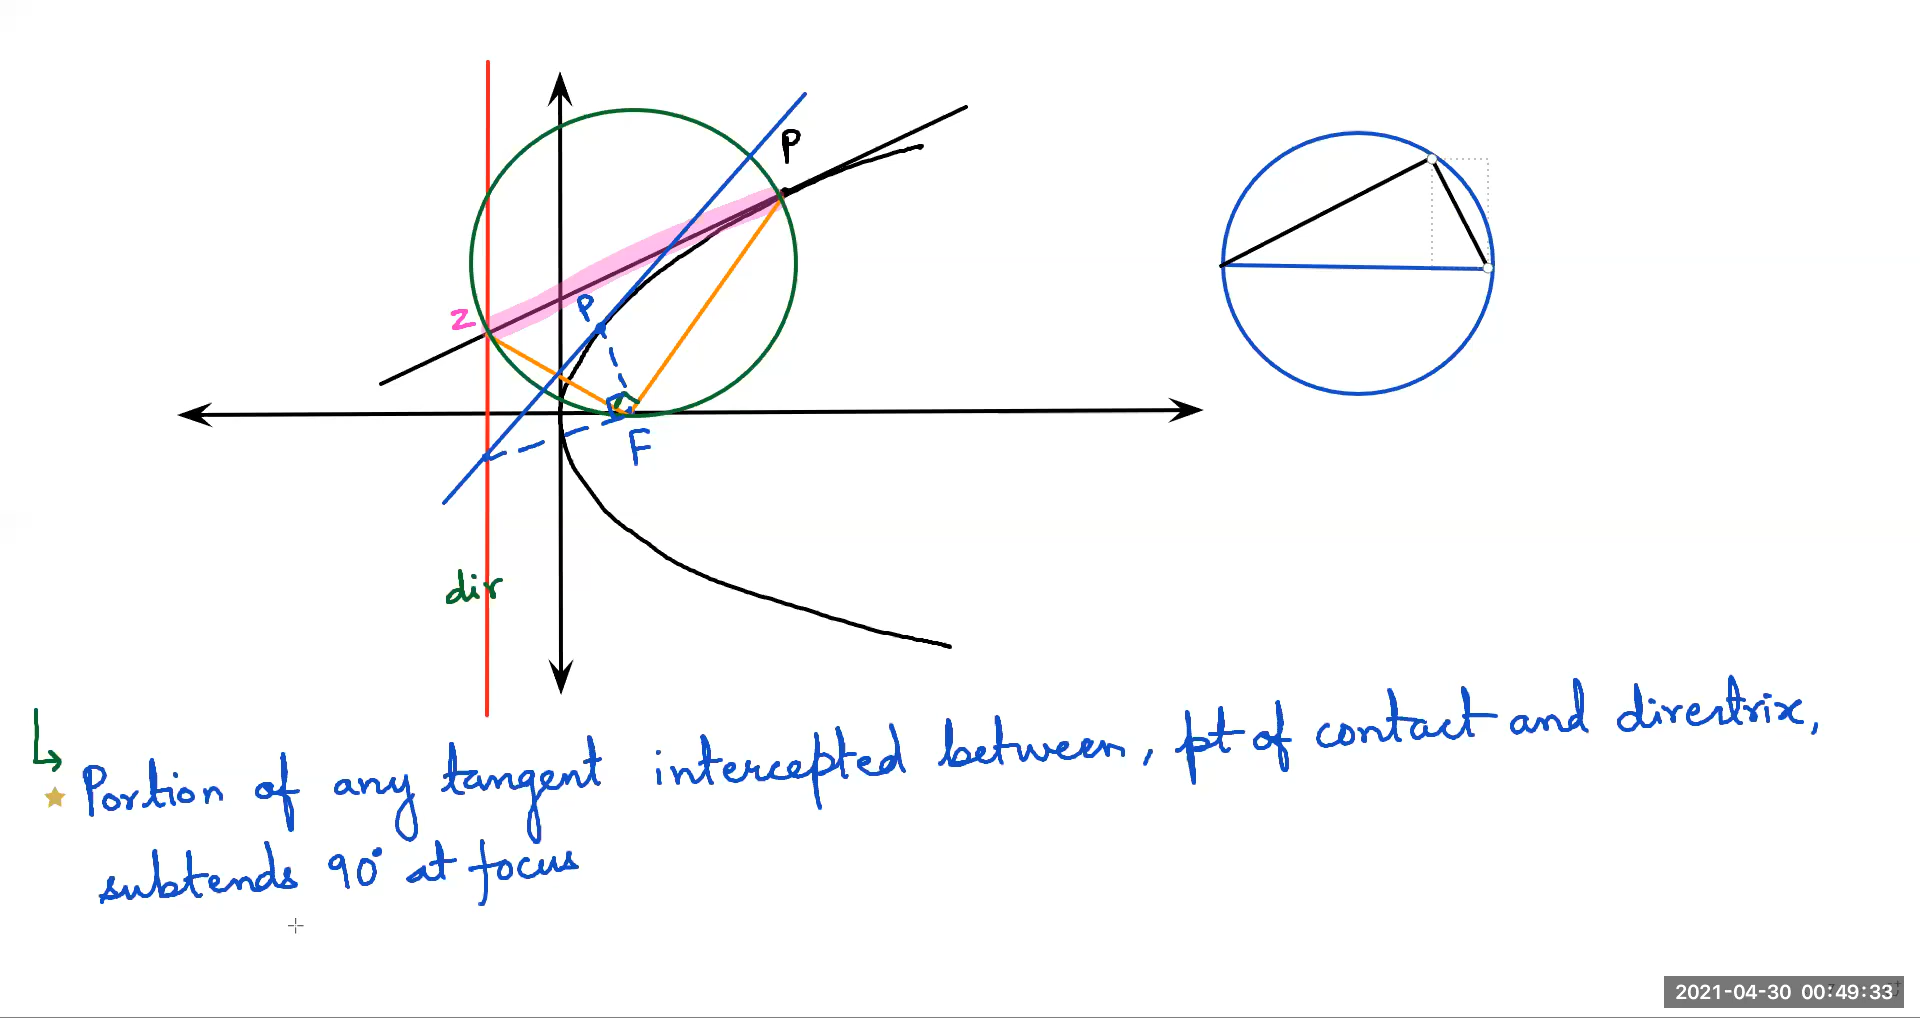 P
P
Z
F
dir
Portion of any tangent intercepted between, pt of contact and directrix,
subtends 90° at focus
2021-04-30 00:49:33